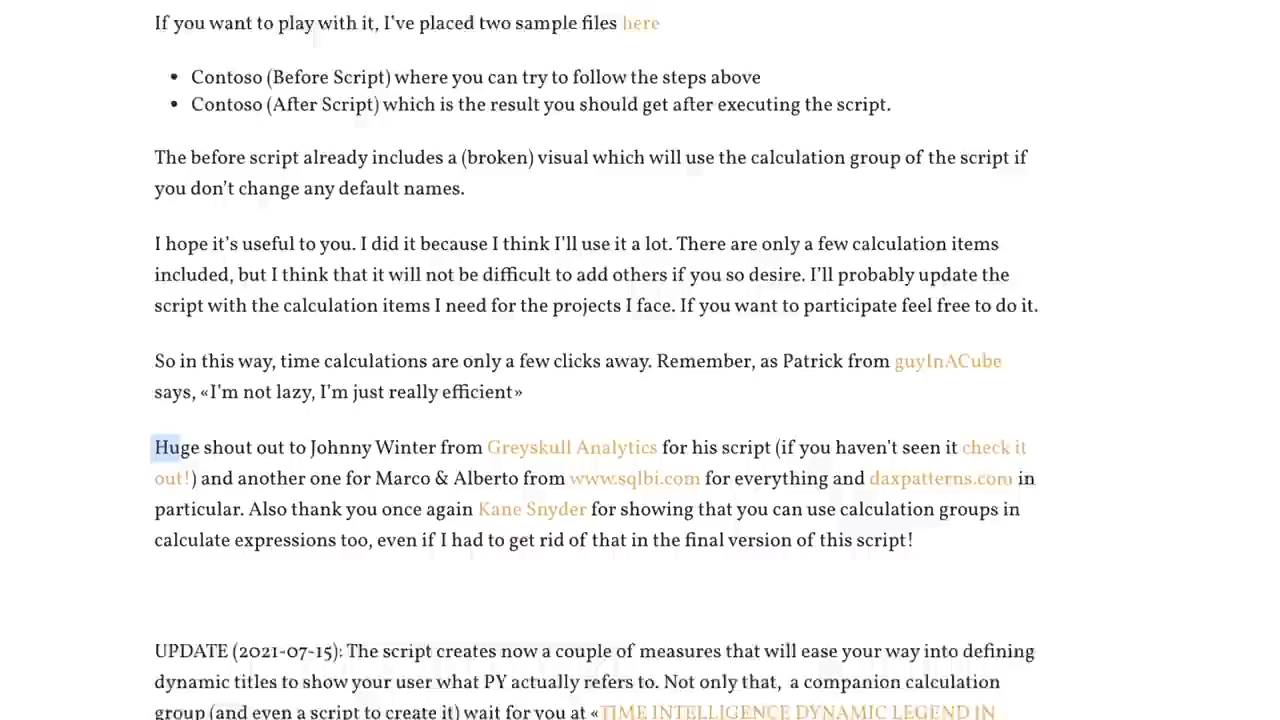 If you want to play with it, I've placed two sample files here
• Contoso (Before Script) where you can try to follow the steps above
• Contoso (After Script) which is the result you should get after executing the script.
The before script already includes a (broken) visual which will use the calculation group of the script if
you don't change any default names.
I hope it's useful to you. I did it because I think I'll use it a lot. There are only a few calculation items
included, but I think that it will not be difficult to add others if you so desire. I'll probably update the
script with the calculation items I need for the projects I face. If you want to participate feel free to do it.
So in this way, time calculations are only a few clicks away. Remember, as Patrick from guyInACube
says, «I'm not lazy, I'm just really efficient»
Huge shout out to Johnny Winter from Greyskull Analytics for his script (if you haven't seen it check it
out!) and another one for Marco & Alberto from www.sqlbi.com for everything and daxpatterns.com in
particular. Also thank you once again Kane Snyder for showing that you can use calculation groups in
calculate expressions too, even if I had to get rid of that in the final version of this script!
UPDATE (2021-07-15): The script creates now a couple of measures that will ease your way into defining
dynamic titles to show your user what PY actually refers to. Not only that, a companion calculation
group (and even a script to create it) wait for you at «TIME INTELLIGENCE DYNAMIC LEGEND IN